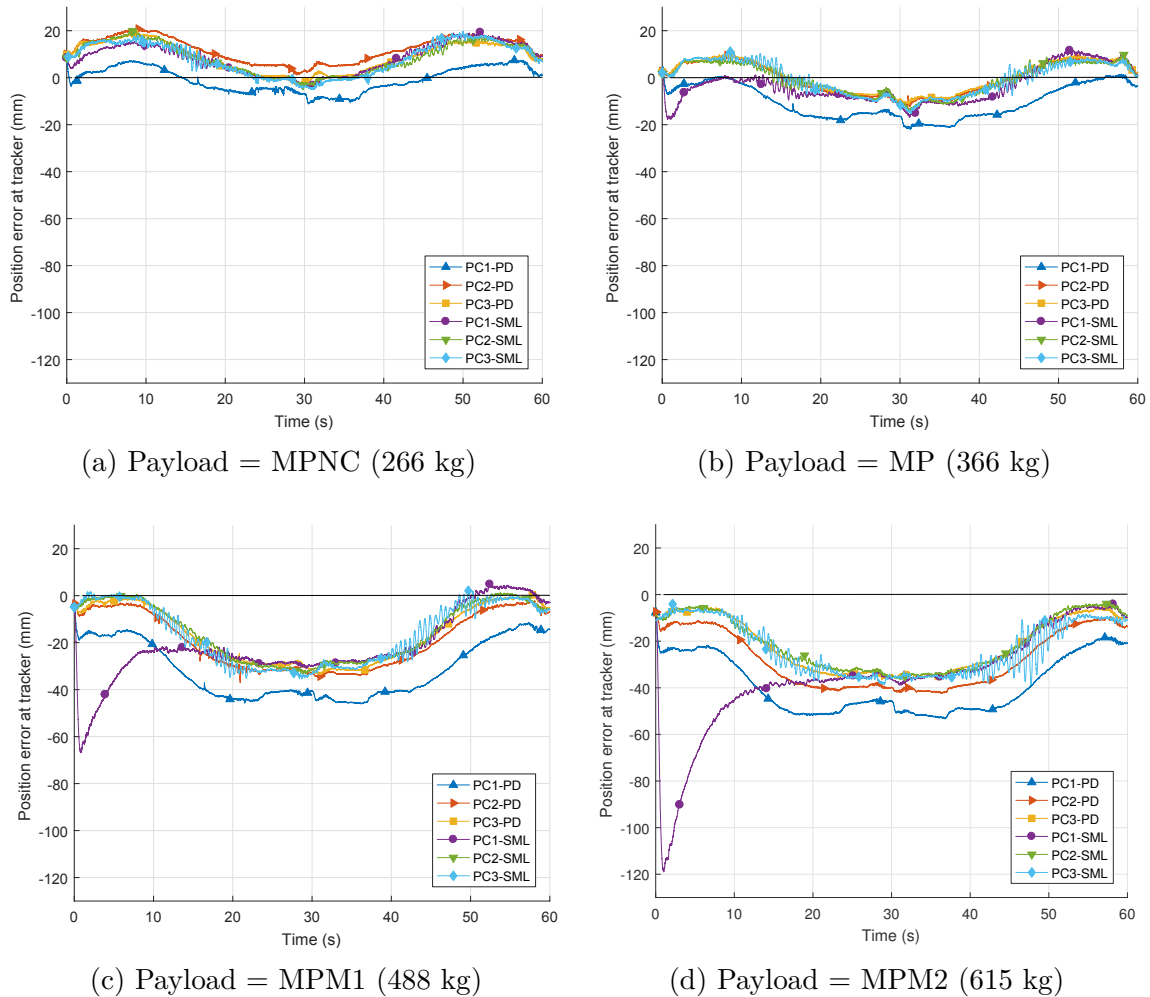 20
0
-20
-40
-60
-80
-100
-120
Position error at tracker (mm)
PC1-PD
PC2-PD
PC3-PD
PC1-SML
PC2-SML
PC3-SML
0 10 20 30 40 50 60
Time (s)
(a) Payload = MPNC (266 kg)
20
0
-20
-40
-60
-80
-100
-120
Position error at tracker (mm)
PC1-PD
PC2-PD
PC3-PD
PC1-SML
PC2-SML
PC3-SML
0 10 20 30 40 50 60
Time (s)
(b) Payload = MP (366 kg)
20
0
-20
-40
-60
-80
-100
-120
Position error at tracker (mm)
PC1-PD
PC2-PD
PC3-PD
PC1-SML
PC2-SML
PC3-SML
0 10 20 30 40 50 60
Time (s)
(c) Payload = MPM1 (488 kg)
20
0
-20
-40
-60
-80
-100
-120
Position error at tracker (mm)
PC1-PD
PC2-PD
PC3-PD
PC1-SML
PC2-SML
PC3-SML
0 10 20 30 40 50 60
Time (s)
(d) Payload = MPM2 (615 kg)